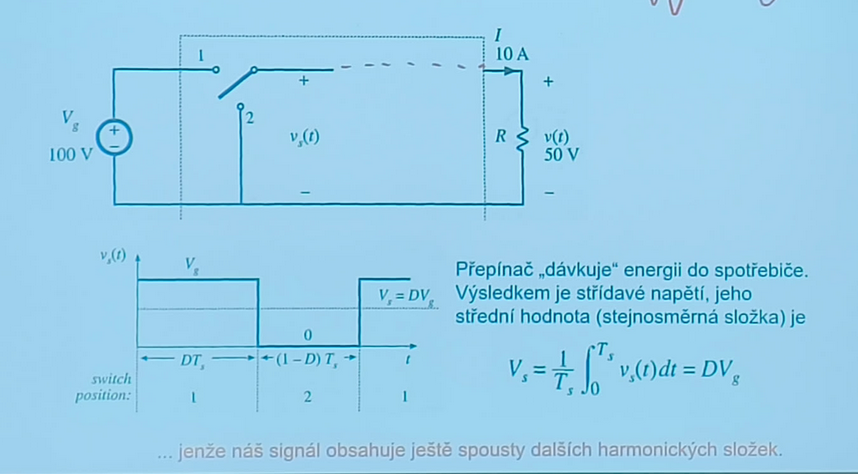 I
10 A
1
+
+
V_g
+
−
2
v_s(t)
R
v(t)
100 V
50 V
−
−
v_s(t)
V_g
Přepínač „dávkuje“ energii do spotřebiče.
V_s = DV_g
Výsledkem je střídavé napětí, jeho
střední hodnota (stejnosměrná složka) je
0
DT_s
(1 – D) T_s
t
V_s = 1/T_s ∫_0^{T_s} v_s(t) dt = DV_g
switch
position:
1
2
1
... jenže náš signál obsahuje ještě spousty dalších harmonických složek.